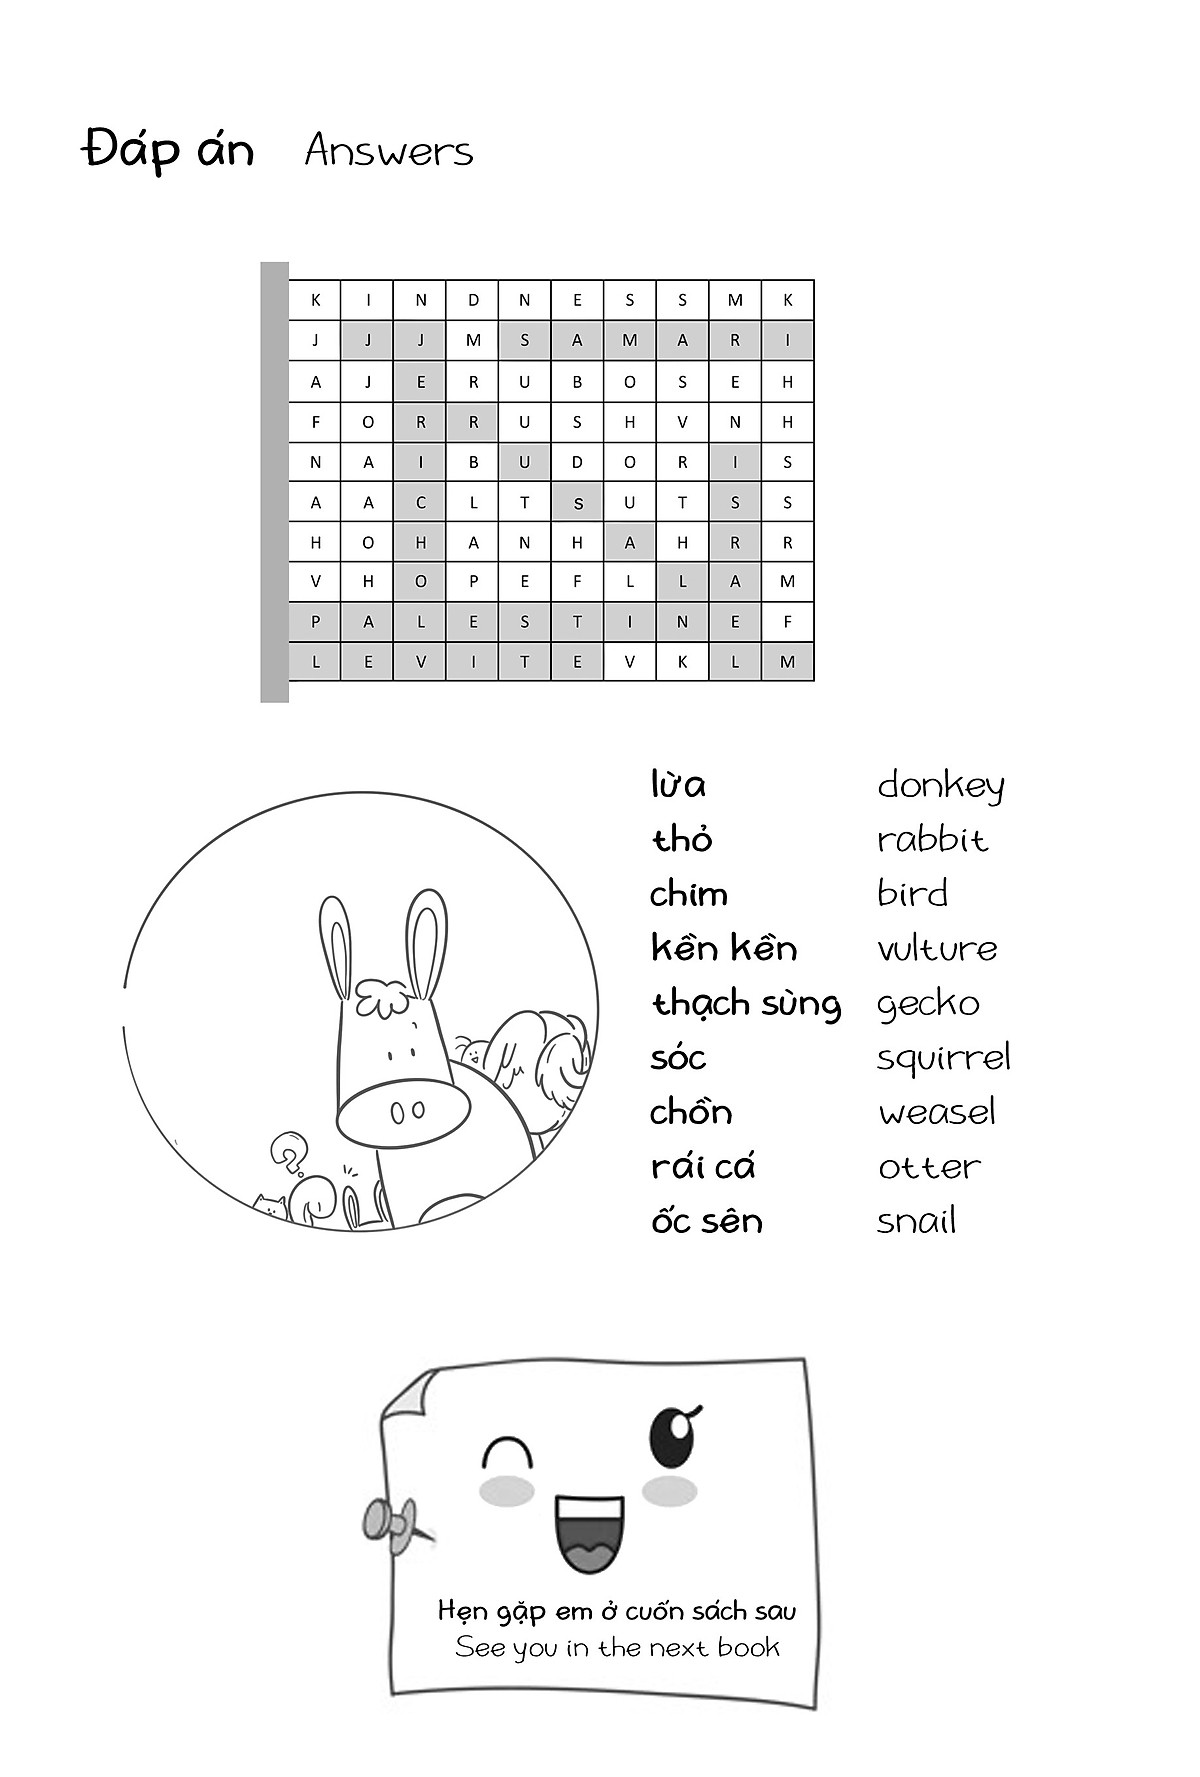 Đáp án Answers
K I N D N E S S M K
J J J M S A M A R I
A J E R U B O S E H
F O R R U S H V N H
N A I B U D O R I S
A A C L T s U T S S
H O H A N H A H R R
V H O P E F L L A M
P A L E S T I N E F
L E V I T E V K L M
lừa donkey
thỏ rabbit
chim bird
kền kền vulture
thạch sùng gecko
sóc squirrel
chồn weasel
rái cá otter
ốc sên snail
?
Hẹn gặp em ở cuốn sách sau
See you in the next book